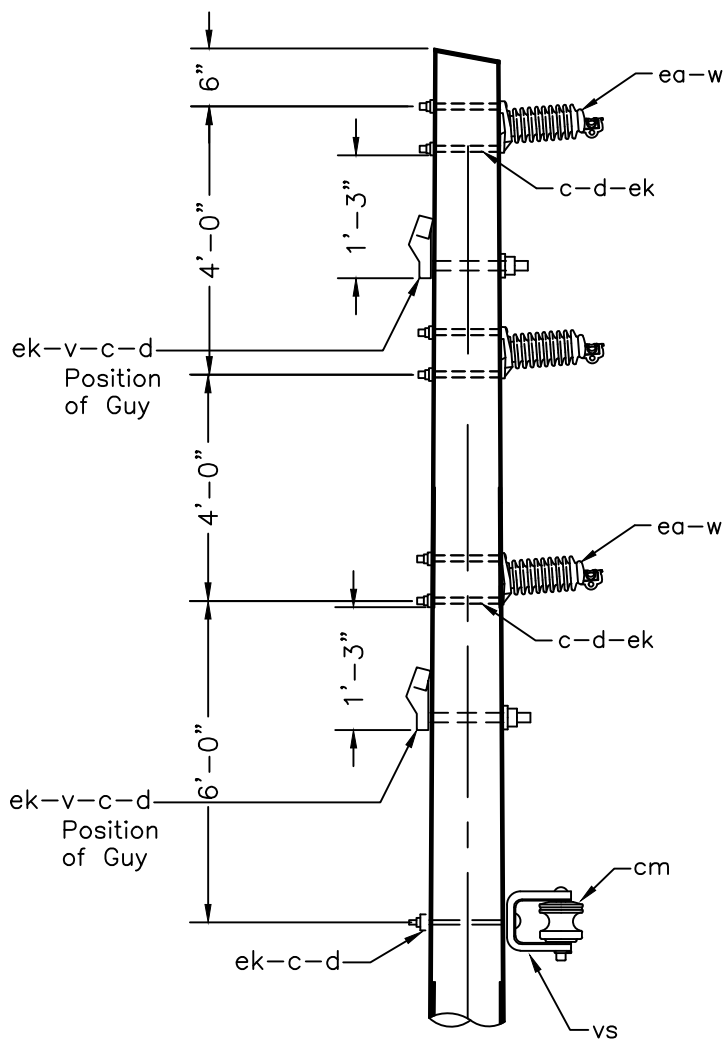 6”
ea-w
c-d-ek
1’-3”
4’-0”
ek-v-c-d
Position
of Guy
4’-0”
ea-w
c-d-ek
1’-3”
6’-0”
ek-v-c-d
Position
of Guy
cm
ek-c-d
vs